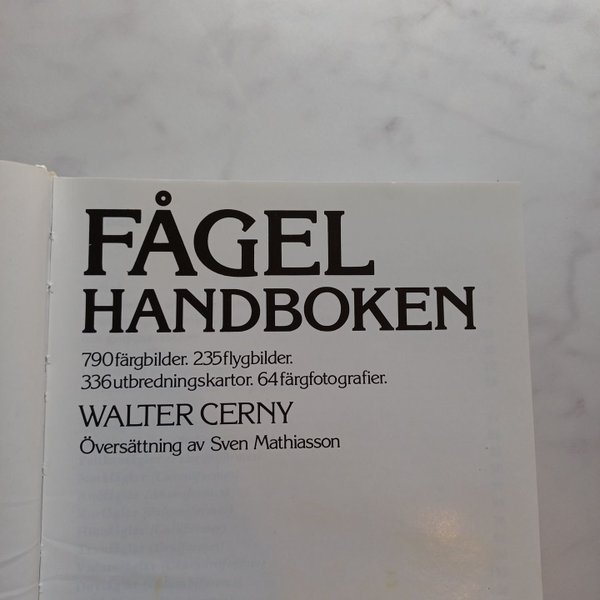 FÅGEL
HANDBOKEN
790 färgbilder. 235 flygbilder.
336 utbredningskartor. 64 färgfotografier.
WALTER CERNY
Översättning av Sven Mathiasson